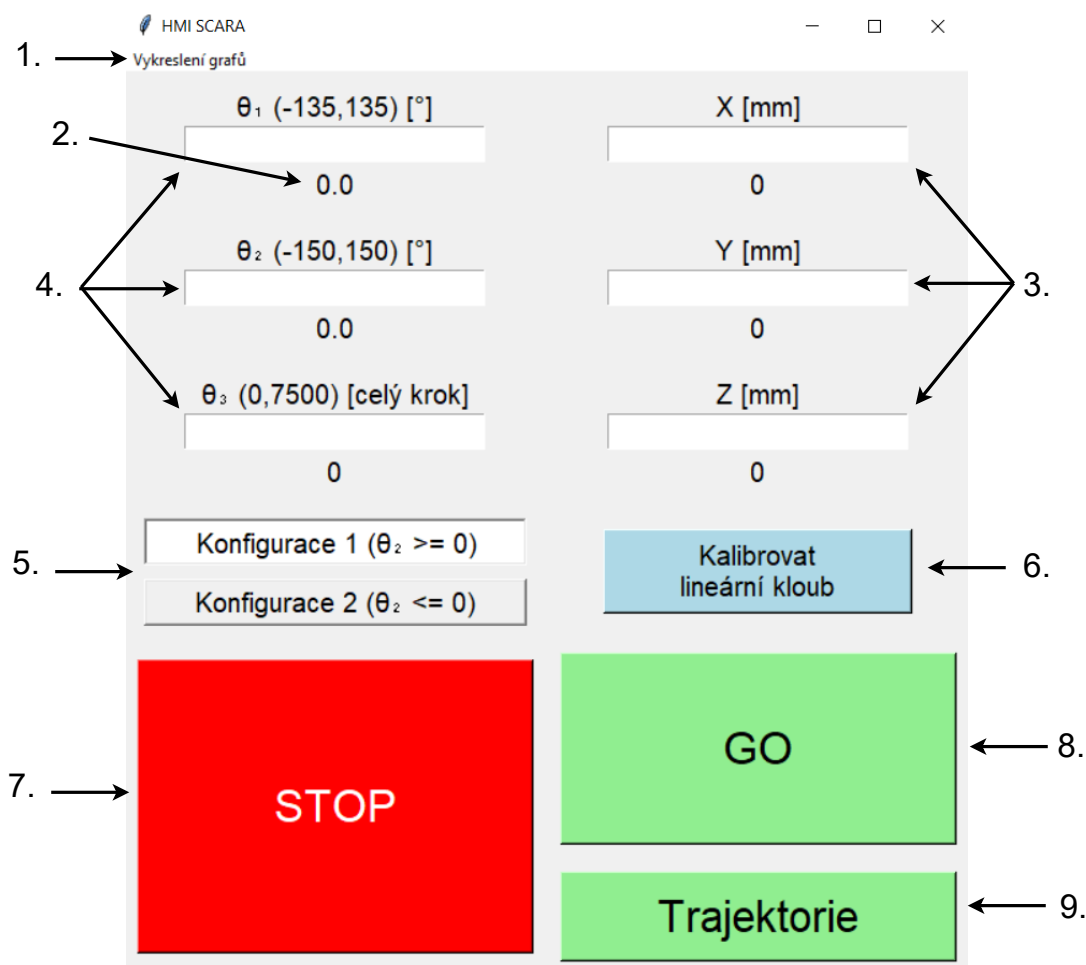 HMI SCARA
1.
Vykreslení grafů
θ₁ (-135,135) [°]
X [mm]
2.
0.0
0
θ₂ (-150,150) [°]
Y [mm]
4.
3.
0.0
0
θ₃ (0,7500) [celý krok]
Z [mm]
0
0
5.
Konfigurace 1 (θ₂ >= 0)
Konfigurace 2 (θ₂ <= 0)
Kalibrovat
lineární kloub
6.
7.
STOP
GO
8.
Trajektorie
9.